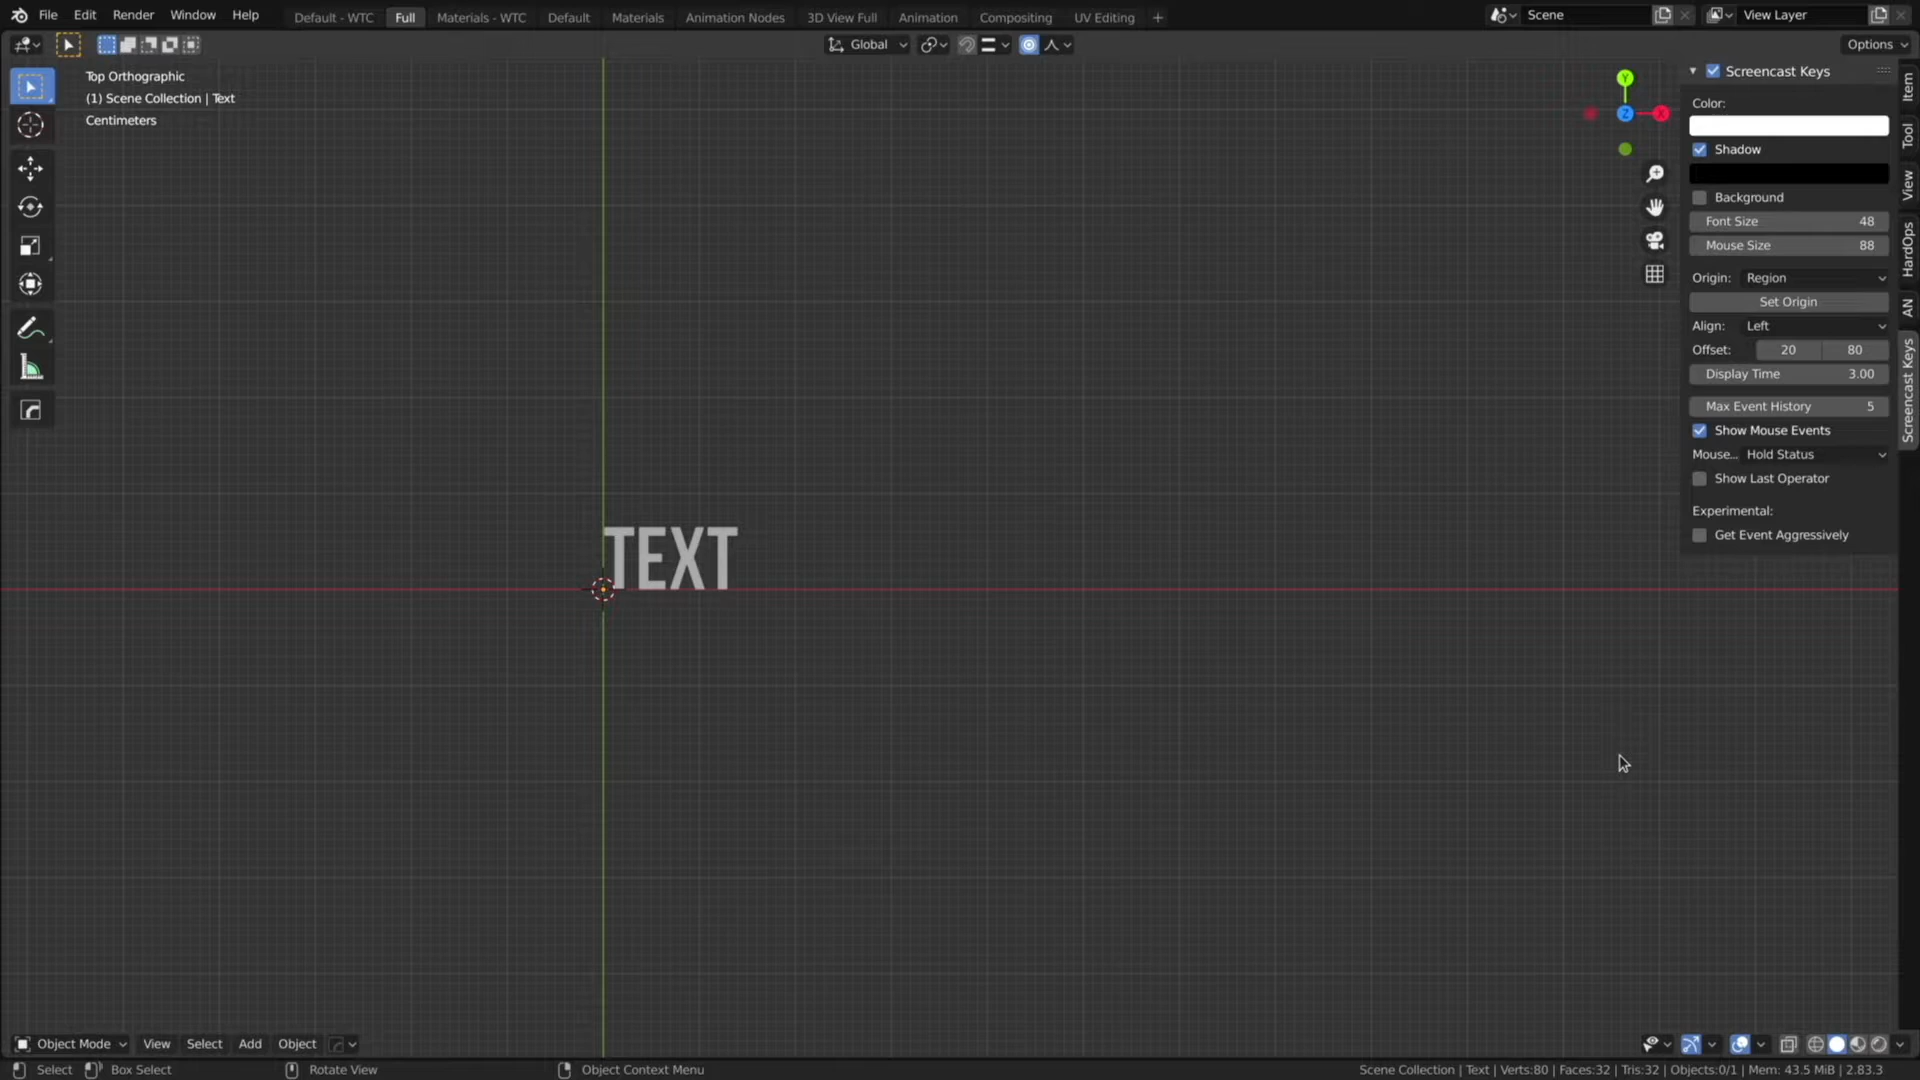 File Edit Render Window Help Default - WTC Full Materials - WTC Default Materials Animation Nodes 3D View Full Animation Compositing UV Editing + Scene View Layer
Global Options
Top Orthographic
(1) Scene Collection | Text
Centimeters
Y
Z
X
Screencast Keys
Color:
Shadow
Background
Font Size 48
Mouse Size 88
Origin: Region
Set Origin
Align: Left
Offset: 20 80
Display Time 3.00
Max Event History 5
Show Mouse Events
Mouse... Hold Status
Show Last Operator
Experimental:
Get Event Aggressively
Item
Tool
View
HardOps
AN
Screencast Keys
TEXT
Object Mode View Select Add Object
Select Box Select Rotate View Object Context Menu Scene Collection | Text | Verts:80 | Faces:32 | Tris:32 | Objects:0/1 | Mem: 43.5 MiB | 2.83.3